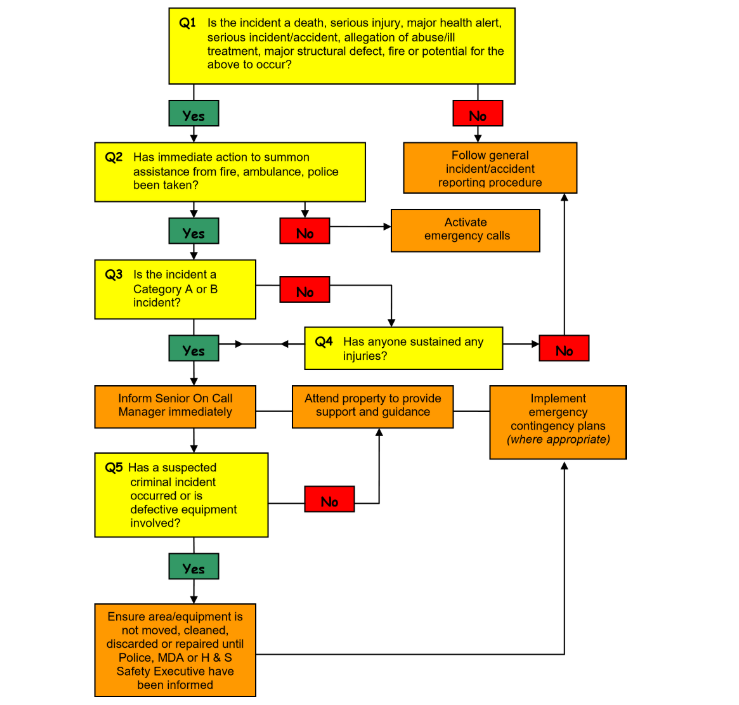 Q1 Is the incident a death, serious injury, major health alert,
serious incident/accident, allegation of abuse/ill
treatment, major structural defect, fire or potential for the
above to occur?
Yes
No
Q2 Has immediate action to summon
assistance from fire, ambulance, police
been taken?
Follow general
incident/accident
reporting procedure
Yes
No
Activate
emergency calls
Q3 Is the incident a
Category A or B
incident?
No
Yes
Q4 Has anyone sustained any
injuries?
No
Inform Senior On Call
Manager immediately
Attend property to provide
support and guidance
Implement
emergency
contingency plans
(where appropriate)
Q5 Has a suspected
criminal incident
occurred or is
defective equipment
involved?
No
Yes
Ensure area/equipment is
not moved, cleaned,
discarded or repaired until
Police, MDA or H & S
Safety Executive have
been informed